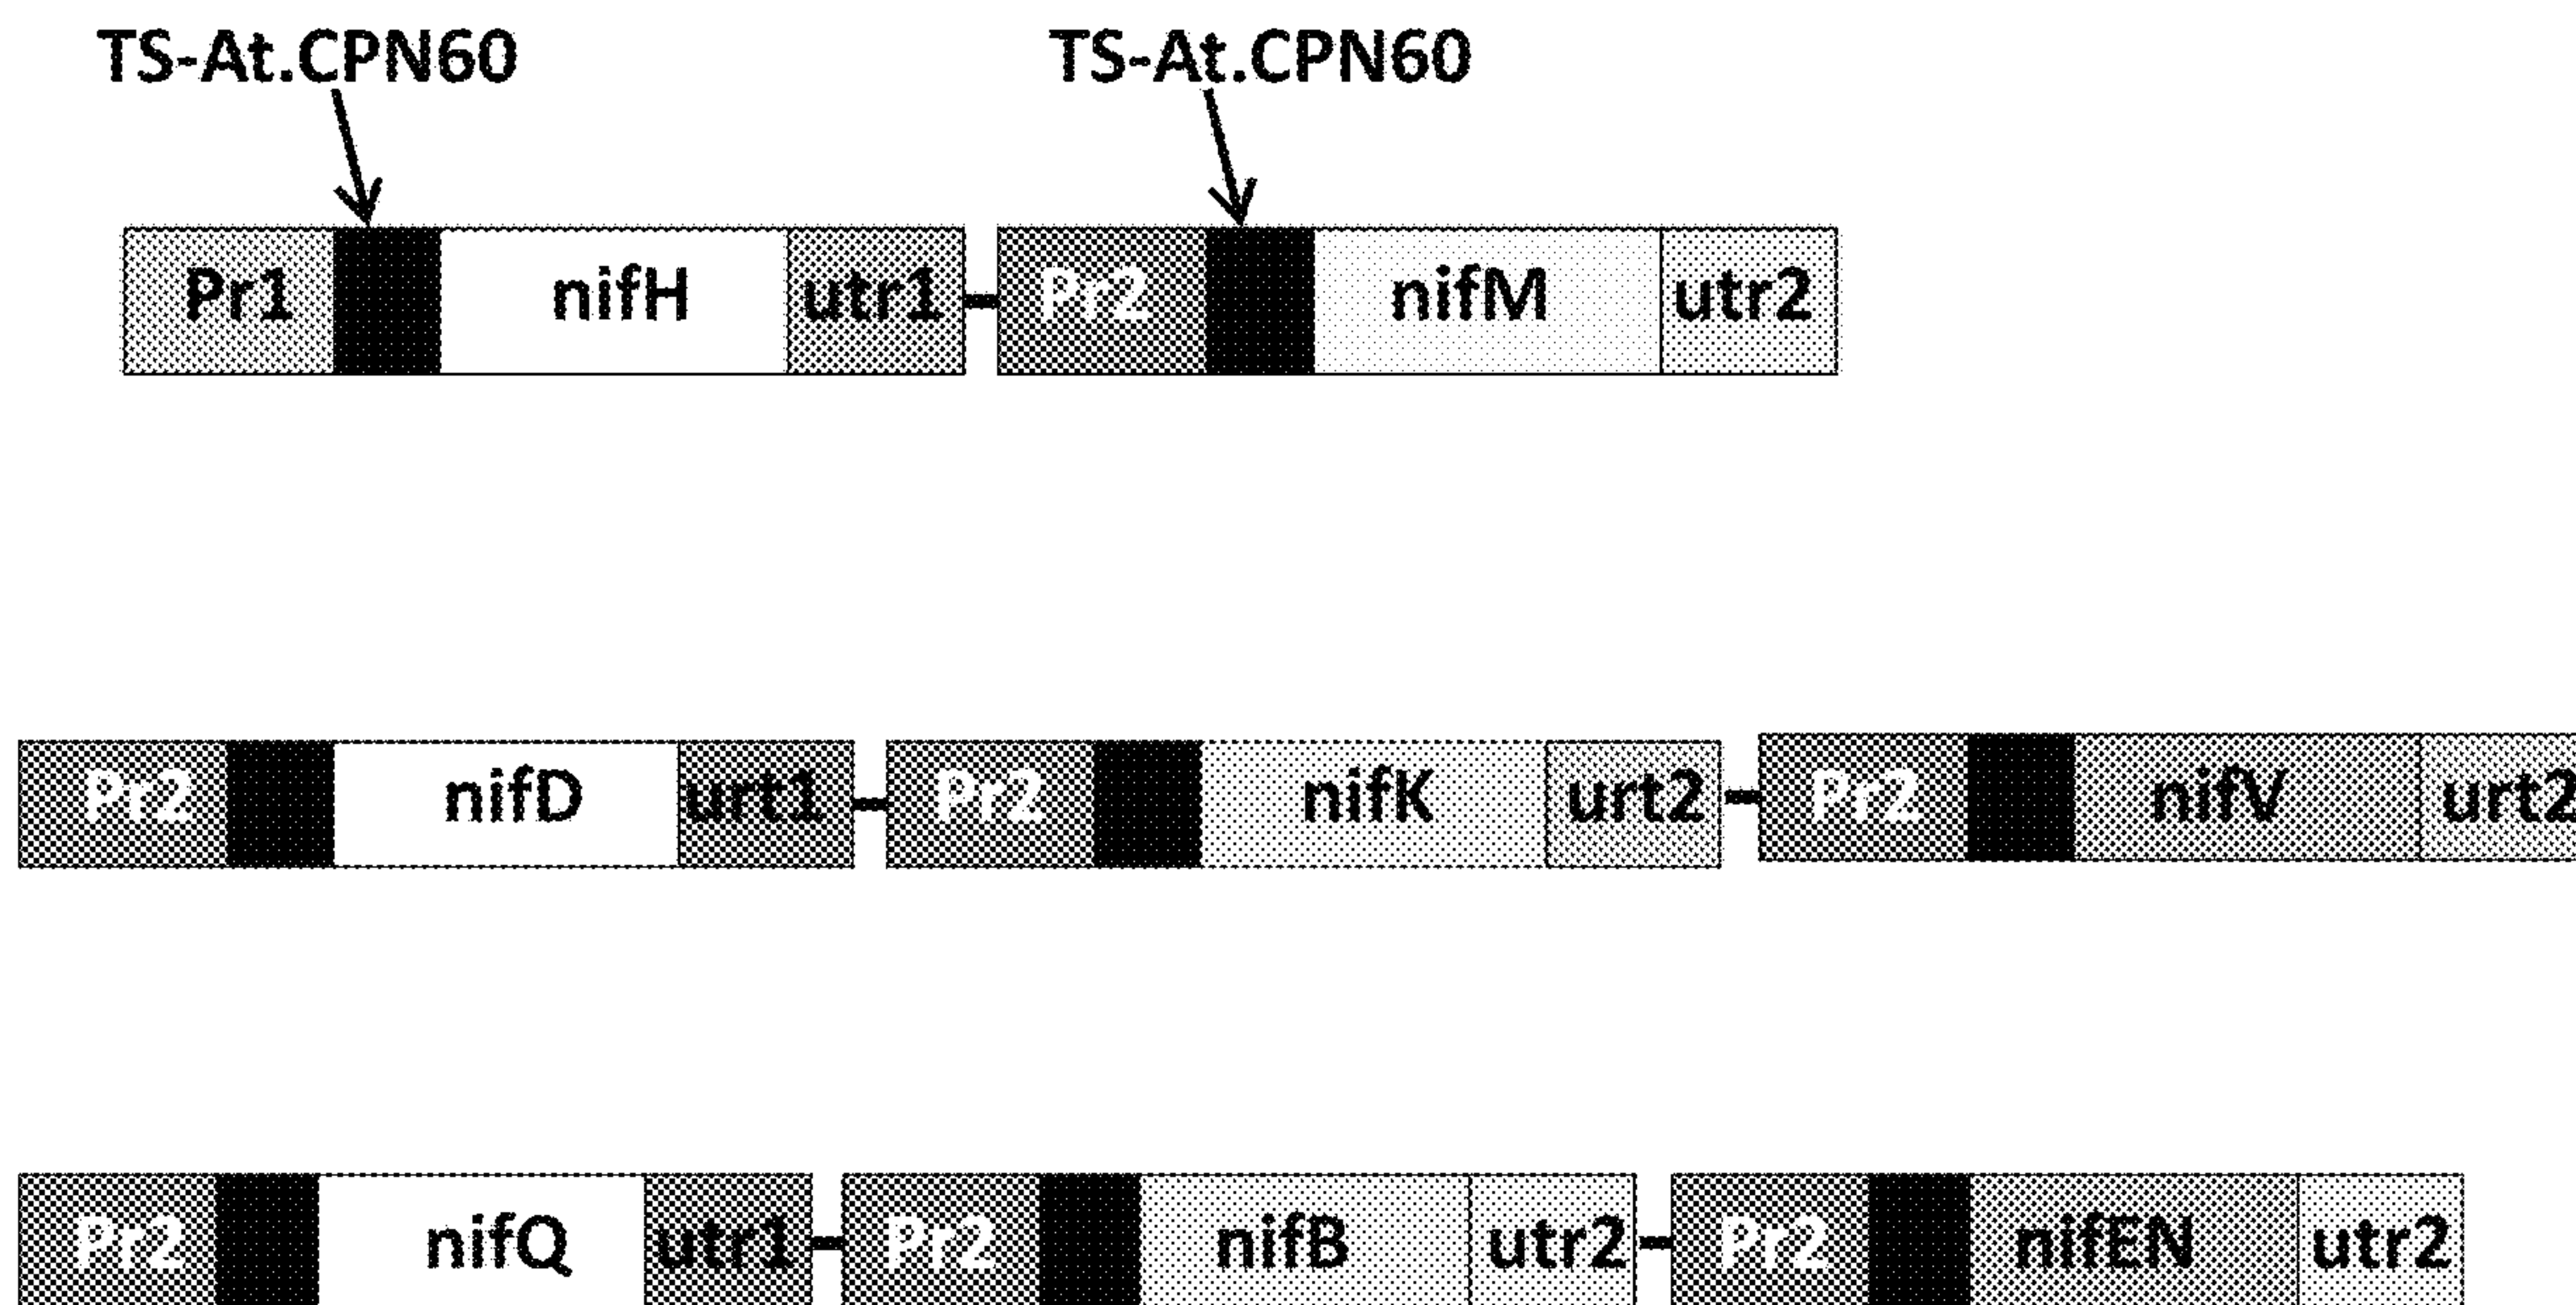 TS-At.CPN60 TS-At.CPN60
Pr1 nifH utr1 Pr2 nifM utr2
Pr2 nifD urt1 Pr2 nifK urt2 Pr2 nifV urt2
Pr2 nifQ utr1 Pr2 nifB utr2 Pr2 nifEN utr2